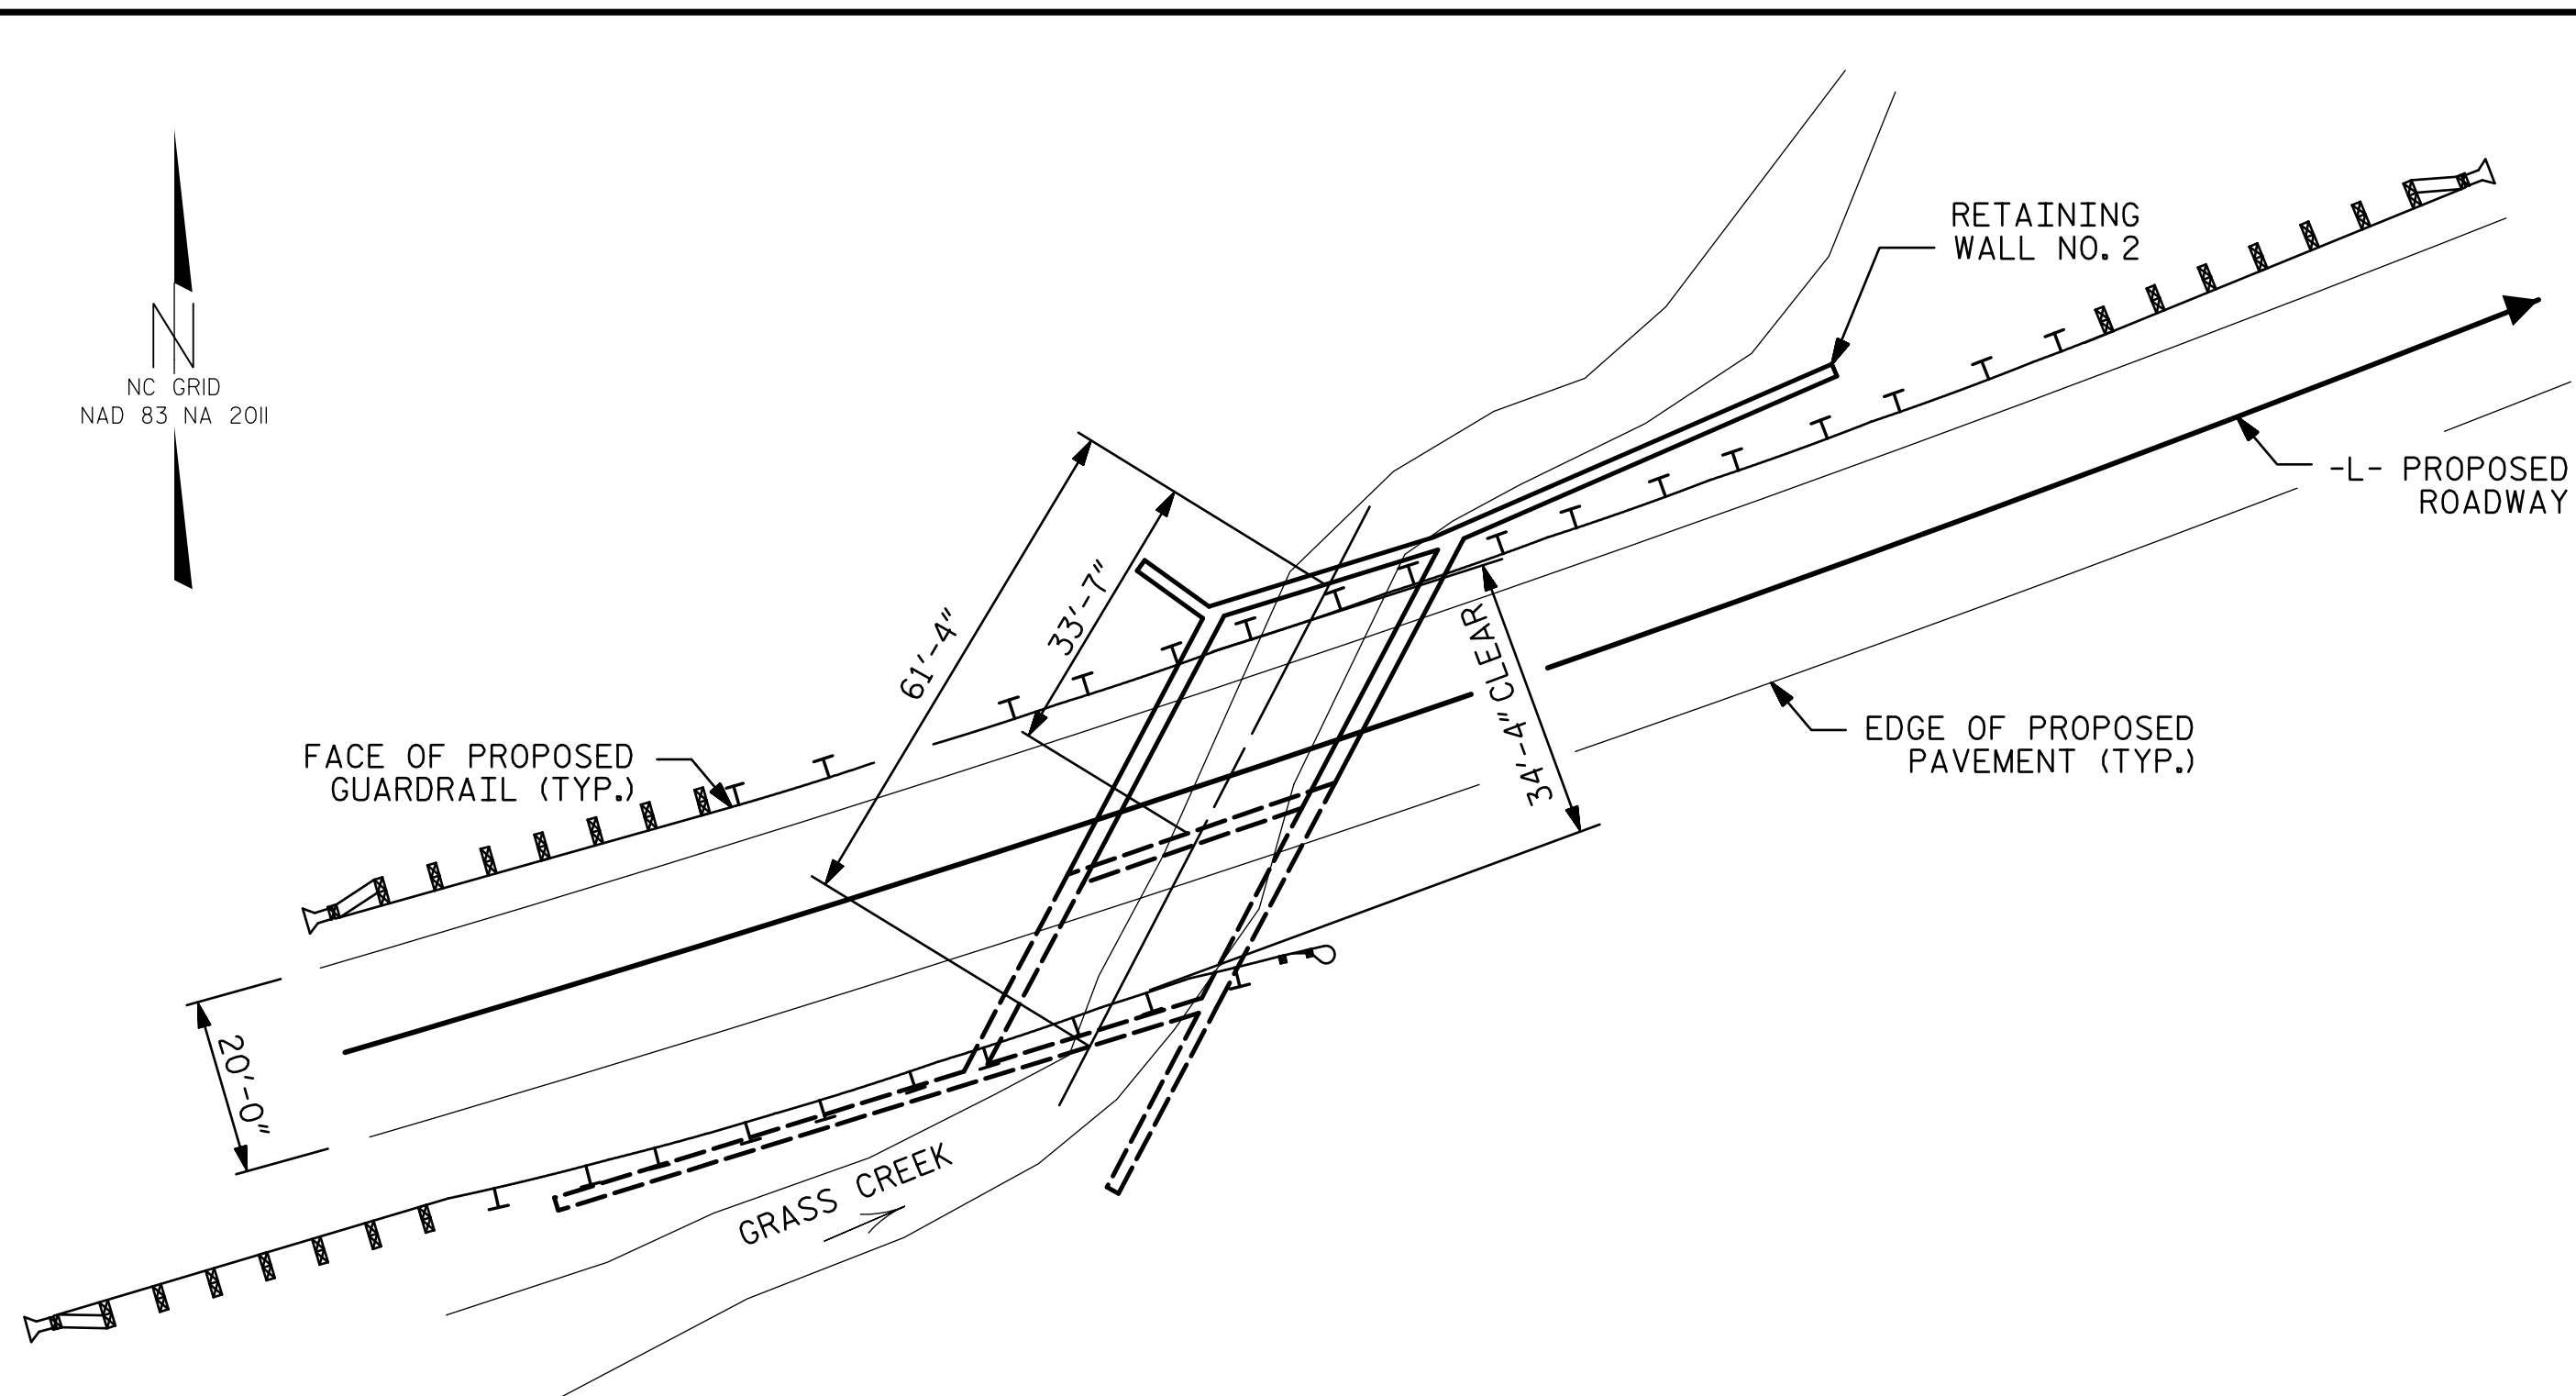 RETAINING
WALL NO. 2
N
NC GRID
NAD 83 NA 2011
-L- PROPOSED
ROADWAY
33'-7"
61'-4"
34'-4" CLEAR
FACE OF PROPOSED
GUARDRAIL (TYP.)
EDGE OF PROPOSED
PAVEMENT (TYP.)
20'-0"
GRASS CREEK